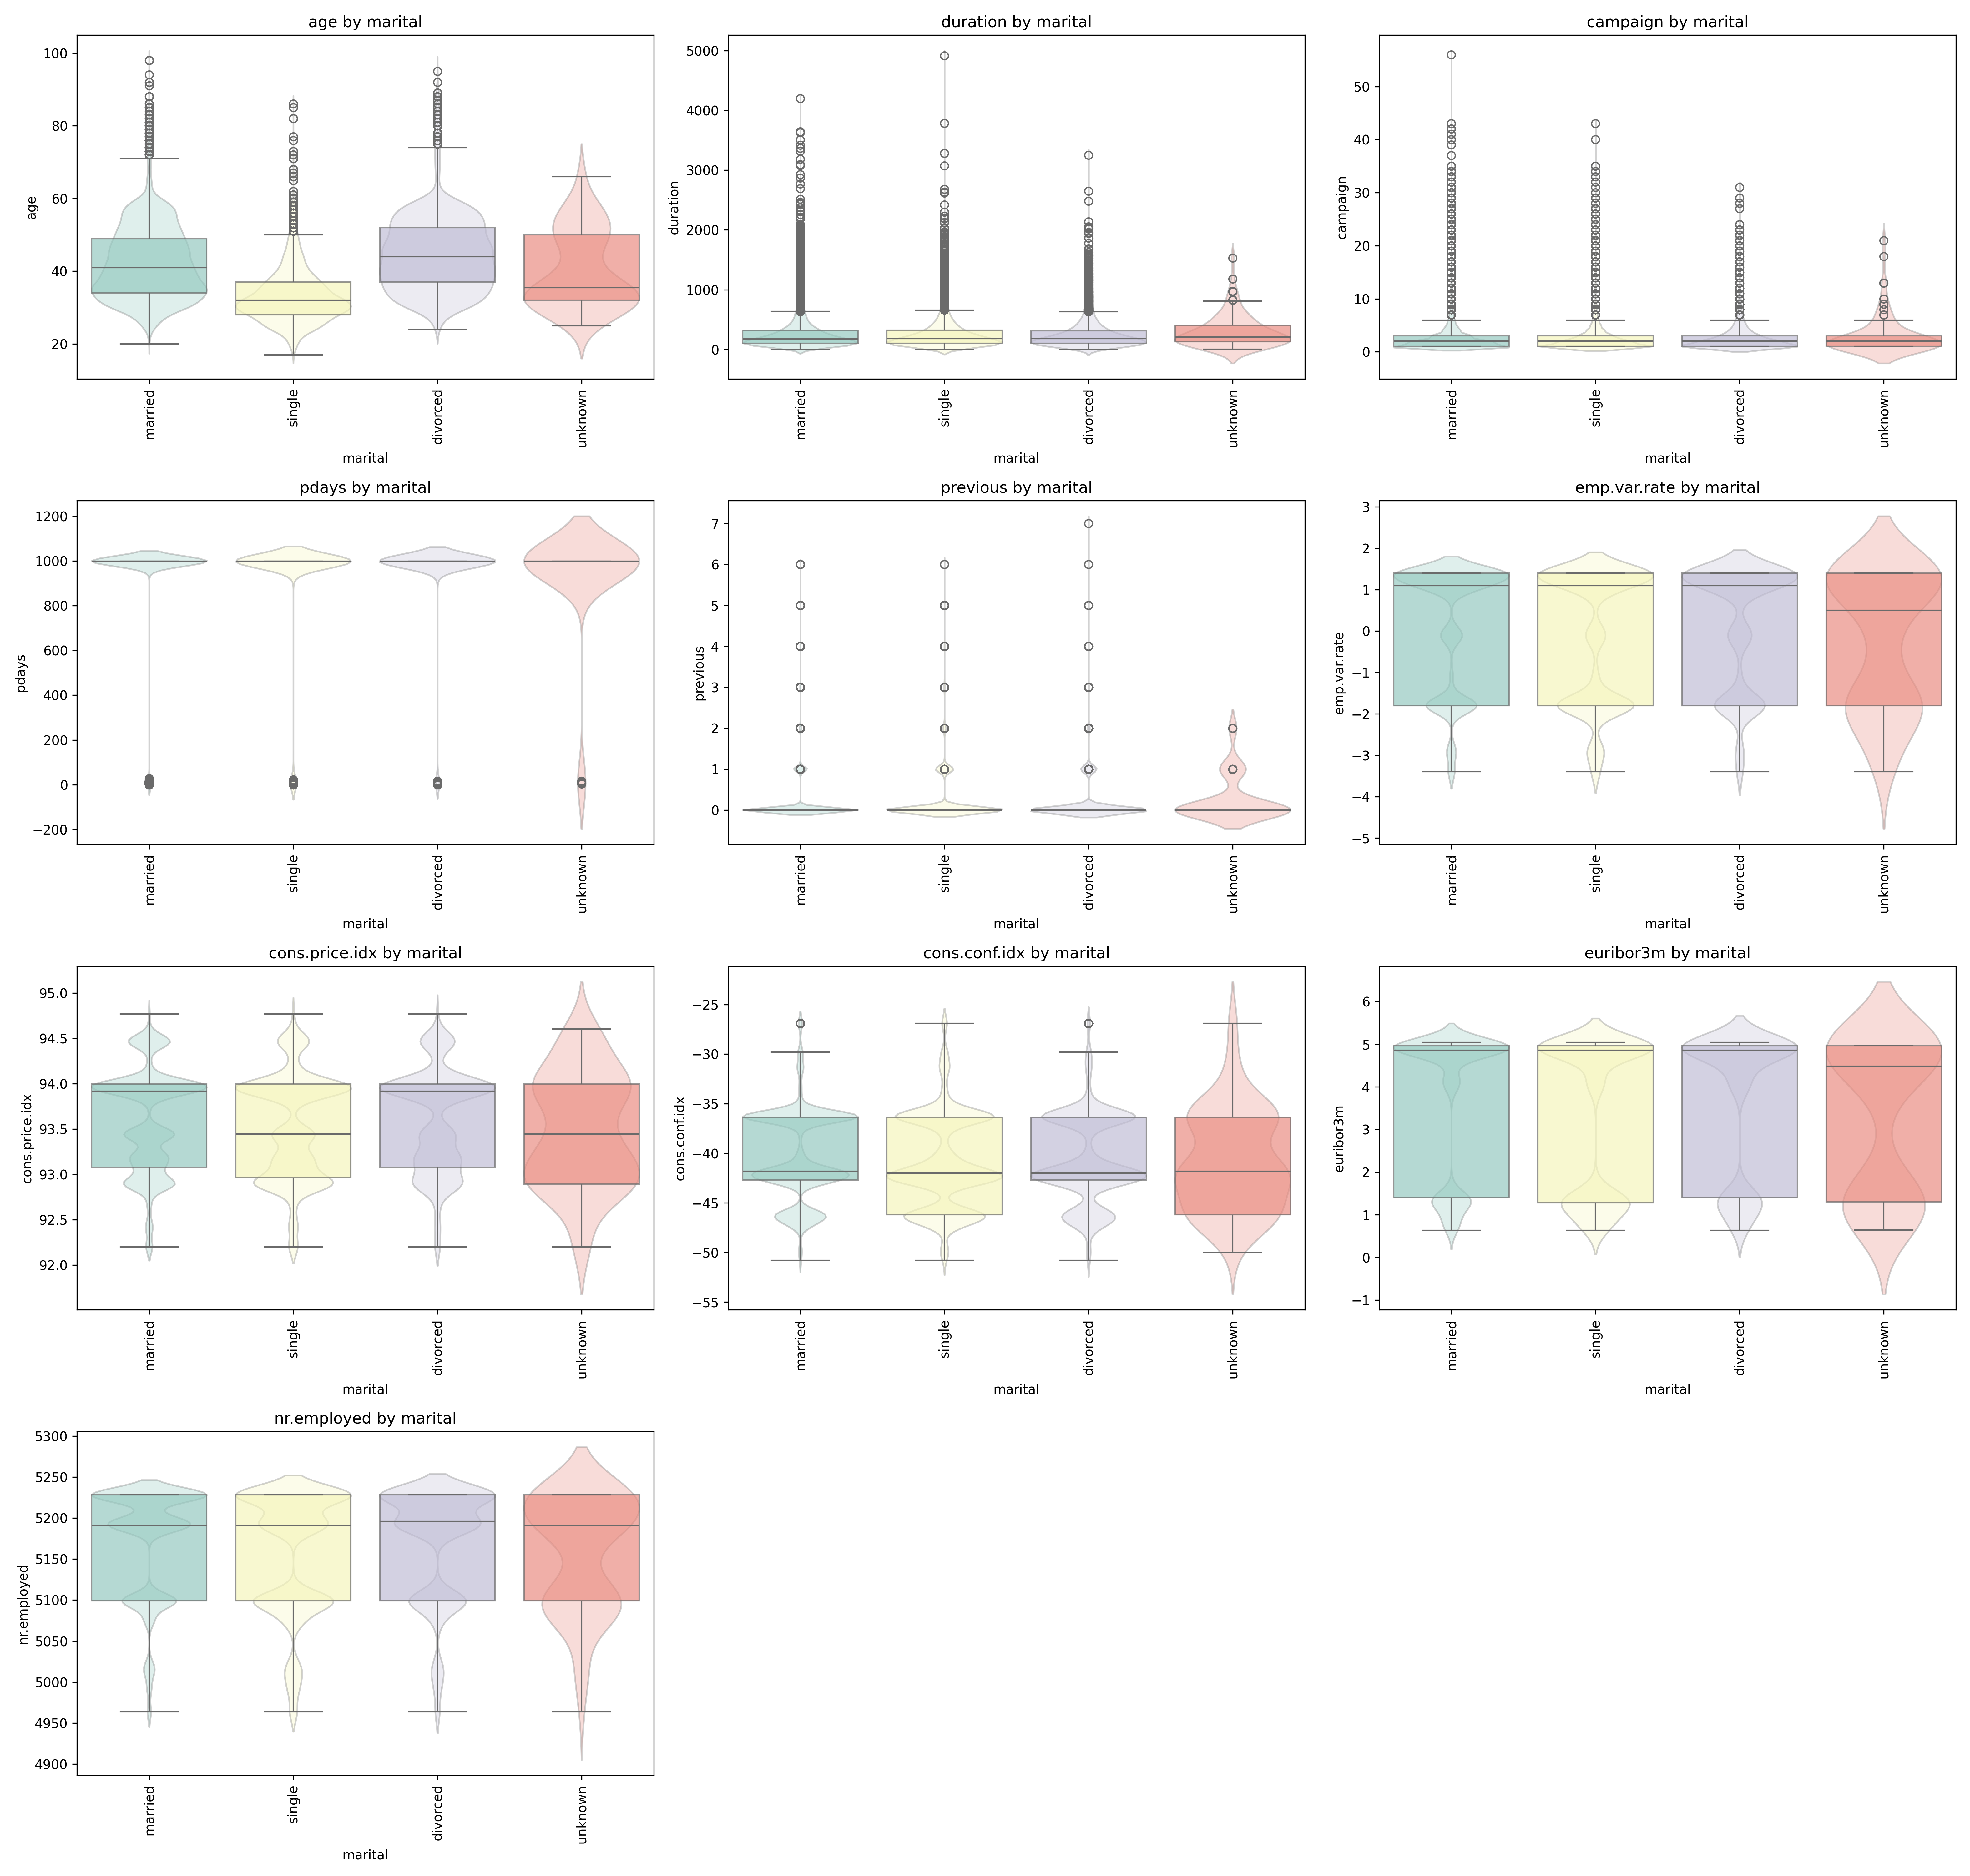 age by marital
100
80
60
40
20
age
married
single
divorced
unknown
marital
duration by marital
5000
4000
3000
2000
1000
0
duration
married
single
divorced
unknown
marital
campaign by marital
50
40
30
20
10
0
campaign
married
single
divorced
unknown
marital
pdays by marital
1200
1000
800
600
400
200
0
−200
pdays
married
single
divorced
unknown
marital
previous by marital
7
6
5
4
3
2
1
0
previous
married
single
divorced
unknown
marital
emp.var.rate by marital
3
2
1
0
−1
−2
−3
−4
−5
emp.var.rate
married
single
divorced
unknown
marital
cons.price.idx by marital
95.0
94.5
94.0
93.5
93.0
92.5
92.0
cons.price.idx
married
single
divorced
unknown
marital
cons.conf.idx by marital
−25
−30
−35
−40
−45
−50
−55
cons.conf.idx
married
single
divorced
unknown
marital
euribor3m by marital
6
5
4
3
2
1
0
−1
euribor3m
married
single
divorced
unknown
marital
nr.employed by marital
5300
5250
5200
5150
5100
5050
5000
4950
4900
nr.employed
married
single
divorced
unknown
marital